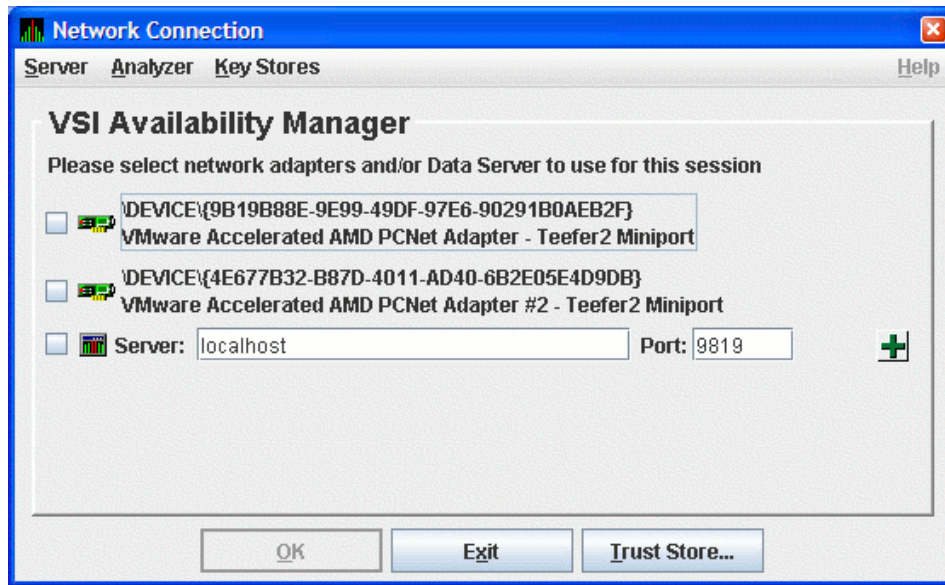 Network Connection
Server Analyzer Key Stores Help
VSI Availability Manager
Please select network adapters and/or Data Server to use for this session
\DEVICE\{9B19B88E-9E99-49DF-97E6-90291B0AEB2F}
VMware Accelerated AMD PCNet Adapter - Teefer2 Miniport
\DEVICE\{4E677B32-B87D-4011-AD40-6B2E05E4D9DB}
VMware Accelerated AMD PCNet Adapter #2 - Teefer2 Miniport
Server: localhost Port: 9819
OK Exit Trust Store...